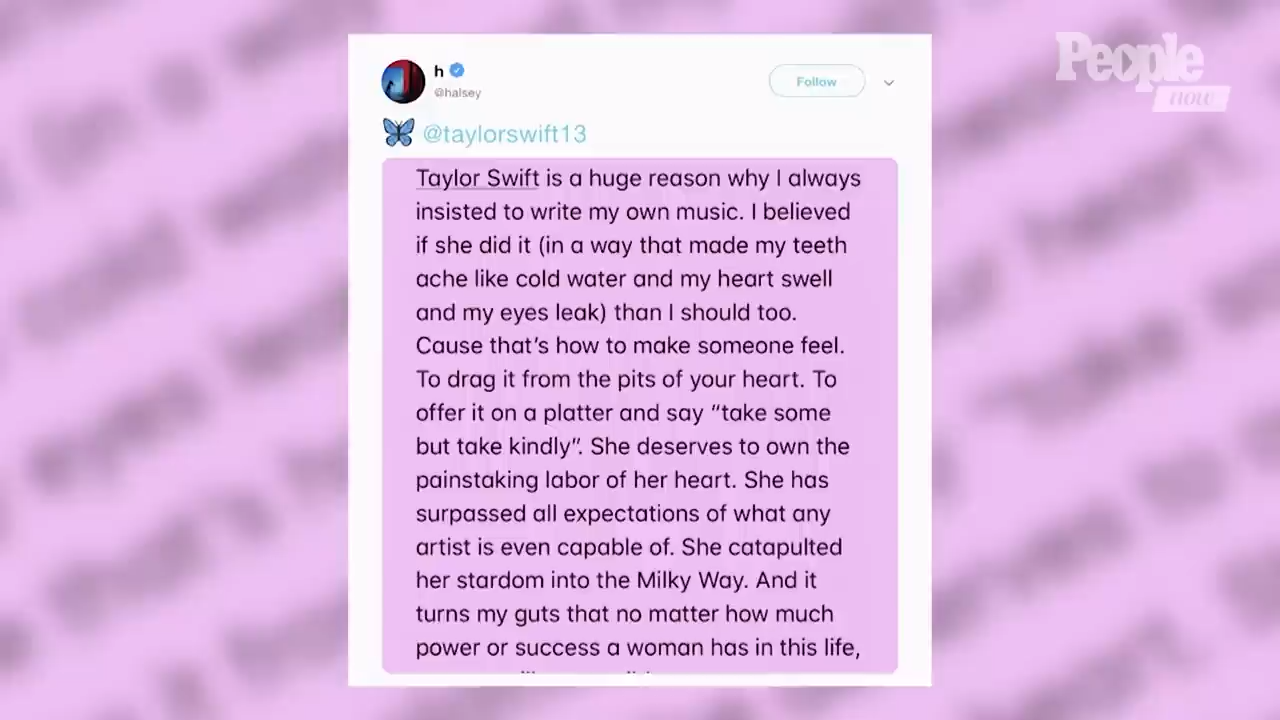 People
now
h
@halsey
Follow
@taylorswift13
Taylor Swift is a huge reason why I always
insisted to write my own music. I believed
if she did it (in a way that made my teeth
ache like cold water and my heart swell
and my eyes leak) than I should too.
Cause that's how to make someone feel.
To drag it from the pits of your heart. To
offer it on a platter and say "take some
but take kindly". She deserves to own the
painstaking labor of her heart. She has
surpassed all expectations of what any
artist is even capable of. She catapulted
her stardom into the Milky Way. And it
turns my guts that no matter how much
power or success a woman has in this life,